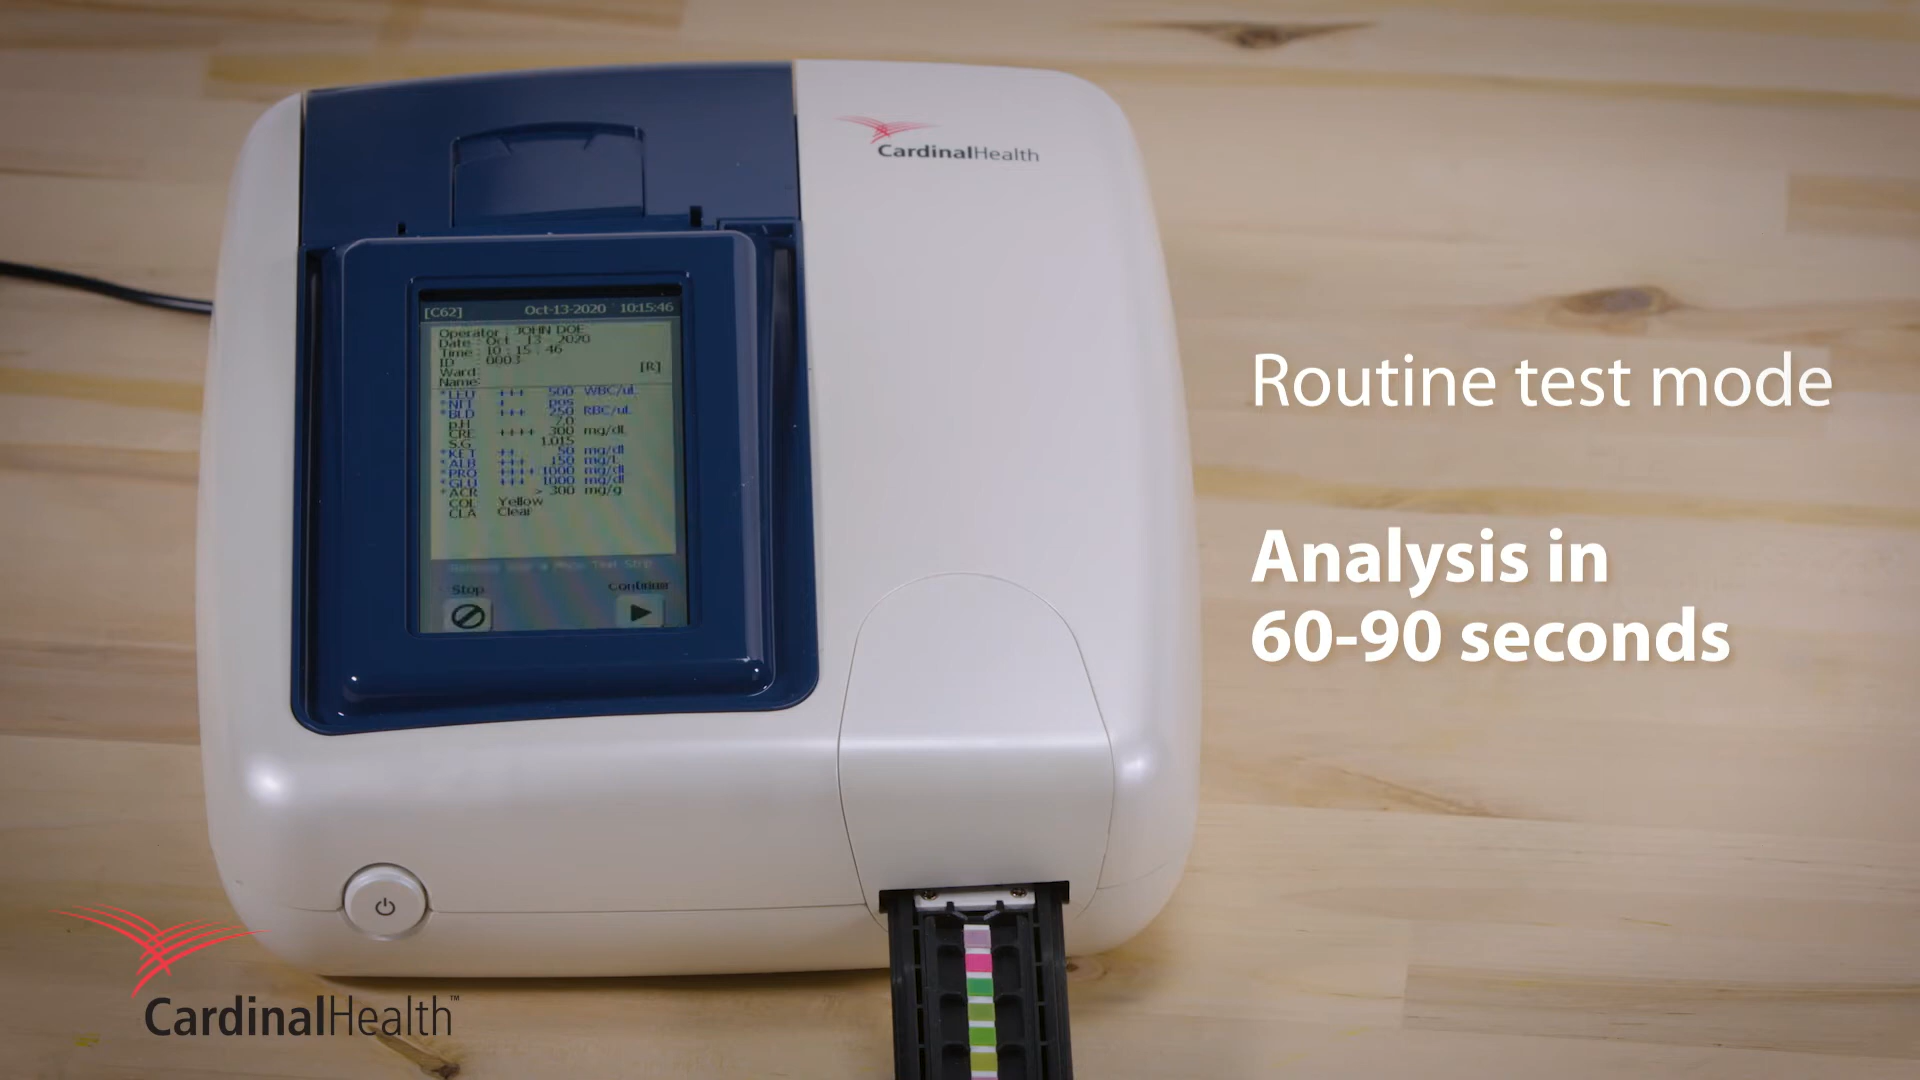 CardinalHealth
[C62] Oct-13-2020 10:15:46
Operator : JOHN DOE
Date : Oct - 13 - 2020
Time : 10 : 15 : 46
ID 0003
Ward [R]
Name:
*LEU +++ 500 WBC/uL
*NIT + pos
*BLD +++ 250 RBC/uL
pH 7.0
CRE ++++ 300 mg/dL
S.G 1.015
*KET ++ 50 mg/dl
*ALB +++ 150 mg/L
*PRO ++++ 1000 mg/dl
*GLU +++ 1000 mg/dl
*ACR > 300 mg/g
COL Yellow
CLA Clear
Stop Continue
Routine test mode
Analysis in
60-90 seconds
CardinalHealth™